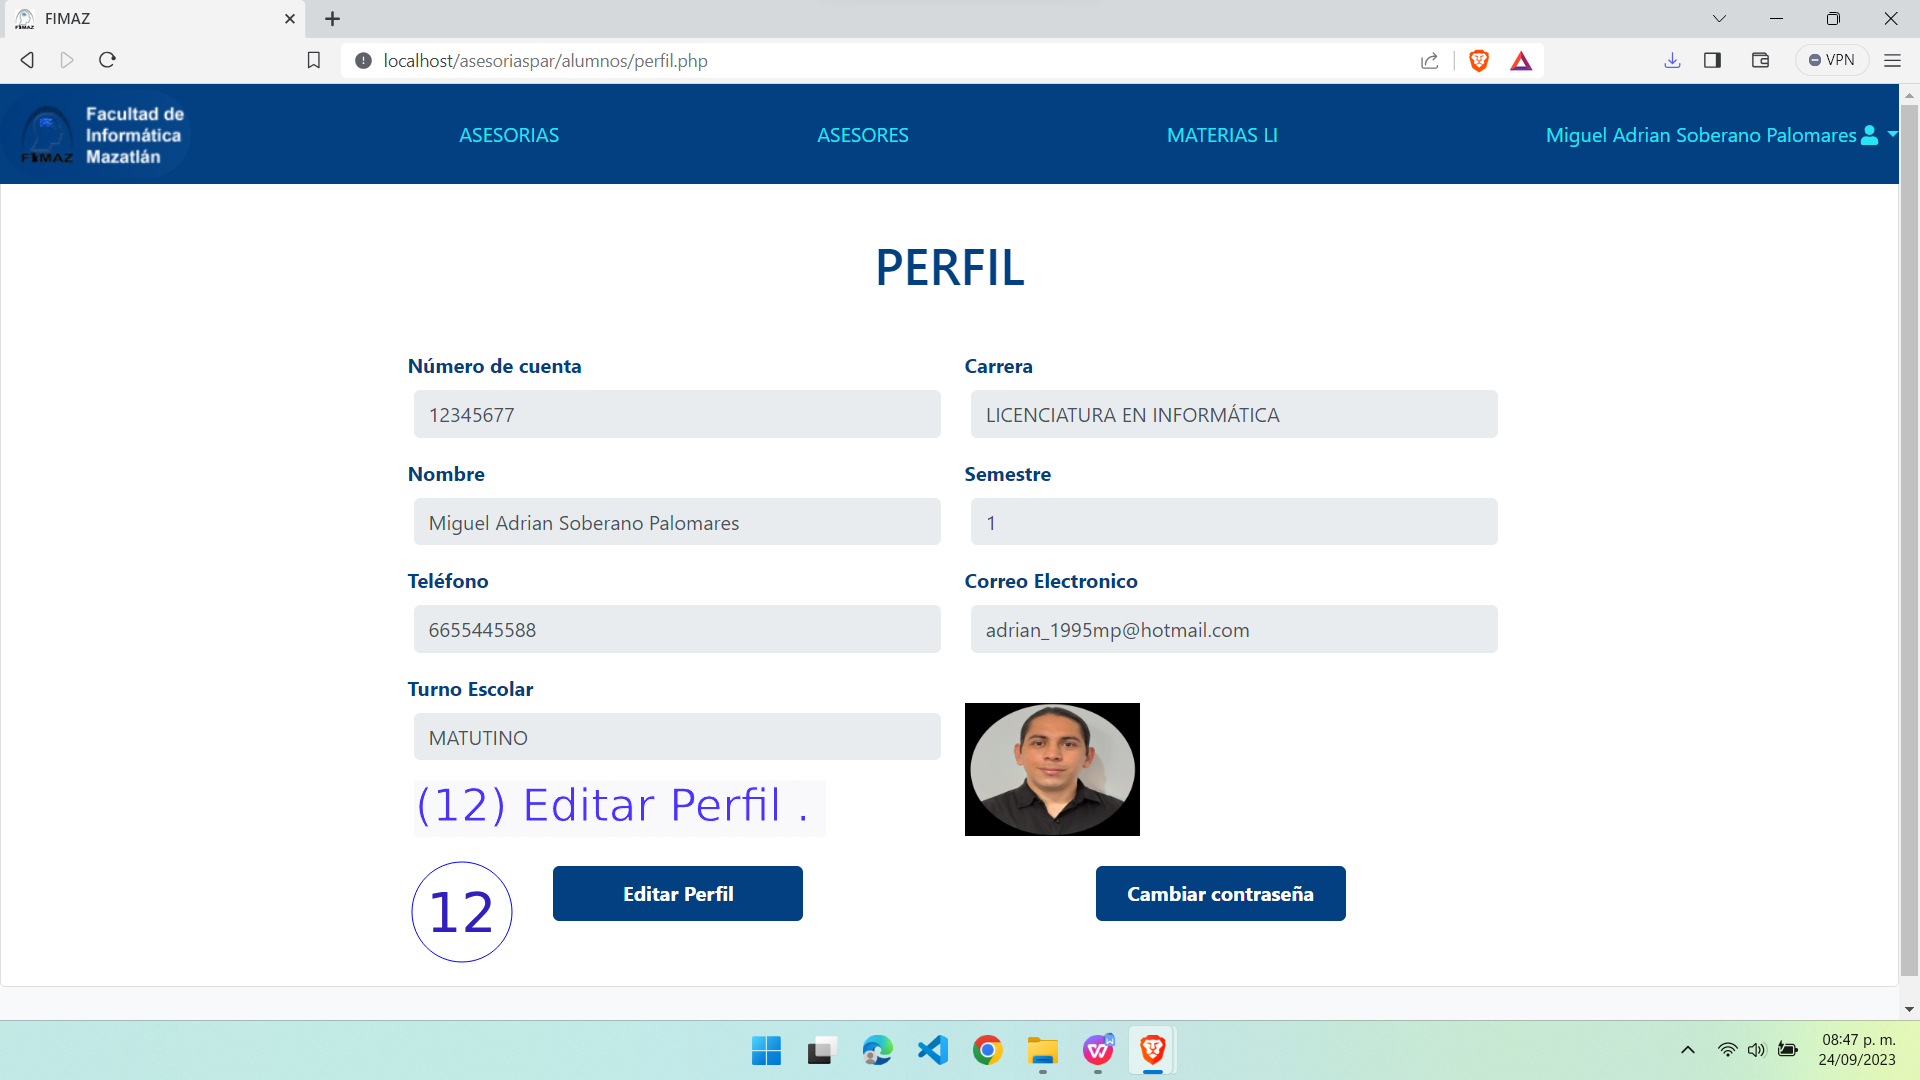 FIMAZ
localhost/asesoriaspar/alumnos/perfil.php
VPN
FIMAZ
Facultad de
Informática
Mazatlán
ASESORIAS
ASESORES
MATERIAS LI
Miguel Adrian Soberano Palomares
PERFIL
Número de cuenta
12345677
Carrera
LICENCIATURA EN INFORMÁTICA
Nombre
Miguel Adrian Soberano Palomares
Semestre
1
Teléfono
6655445588
Correo Electronico
adrian_1995mp@hotmail.com
Turno Escolar
MATUTINO
(12) Editar Perfil .
12
Editar Perfil
Cambiar contraseña
08:47 p. m.
24/09/2023